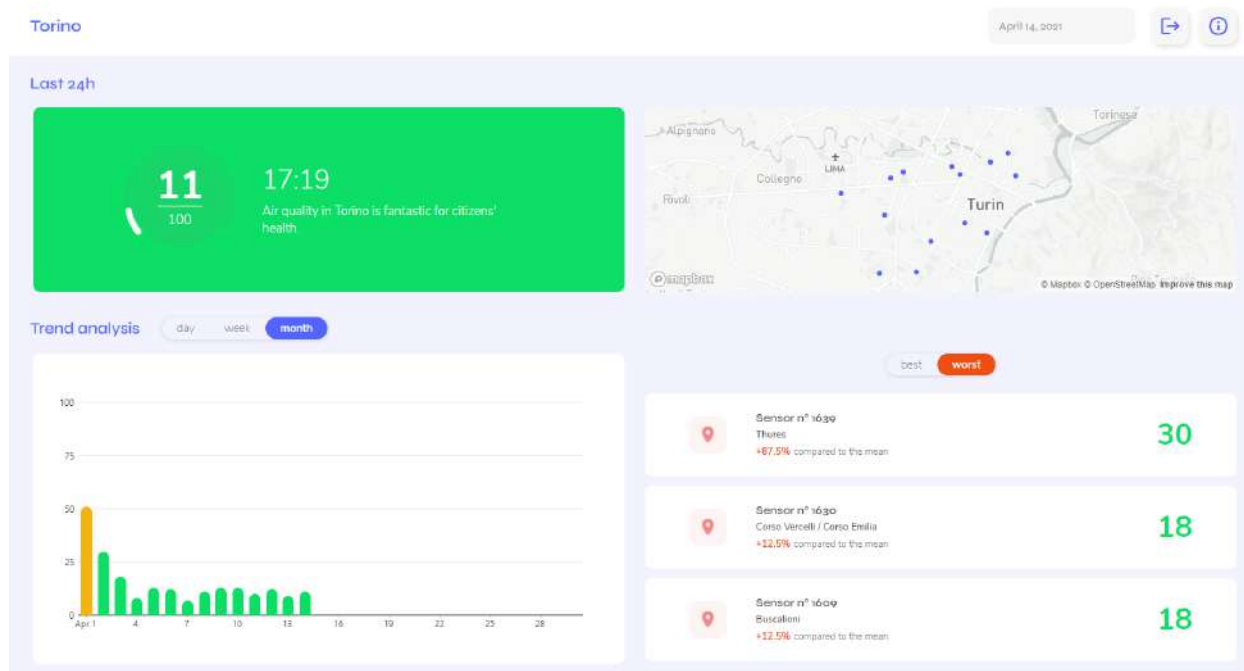 Torino
April 14, 2021
Last 24h
11
100
17:19
Air quality in Torino is fantastic for citizens'
health
Alpignano
Torinese
LIMA
Collegno
Rivoli
Turin
mapbox
© Mapbox © OpenStreetMap Improve this map
Trend analysis
day week month
best worst
100
75
50
25
0
Apr 1 4 7 10 13 16 19 22 25 28
Sensor n° 1639
Thures
+87.5% compared to the mean
30
Sensor n° 1630
Corso Vercelli / Corso Emilia
+12.5% compared to the mean
18
Sensor n° 1609
Buscalioni
+12.5% compared to the mean
18